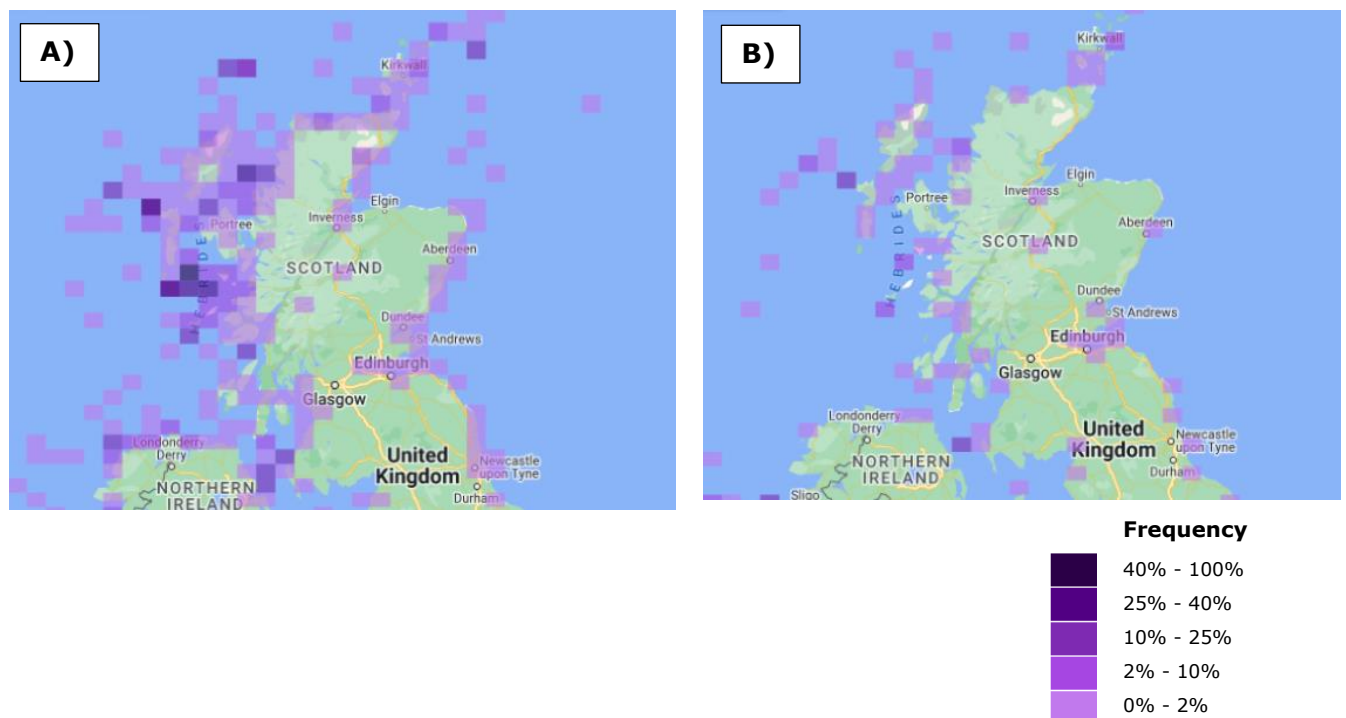 A)
Kirkwall
Portree
HEBRIDES
Inverness
Elgin
Aberdeen
SCOTLAND
Dundee
St Andrews
Edinburgh
Glasgow
Londonderry
Derry
NORTHERN
IRELAND
United
Kingdom
Newcastle
upon Tyne
Durham
B)
Kirkwall
Portree
HEBRIDES
Inverness
Elgin
Aberdeen
SCOTLAND
Dundee
St Andrews
Edinburgh
Glasgow
Londonderry
Derry
NORTHERN
IRELAND
Sligo
United
Kingdom
Newcastle
upon Tyne
Durham
Frequency
40% - 100%
25% - 40%
10% - 25%
2% - 10%
0% - 2%